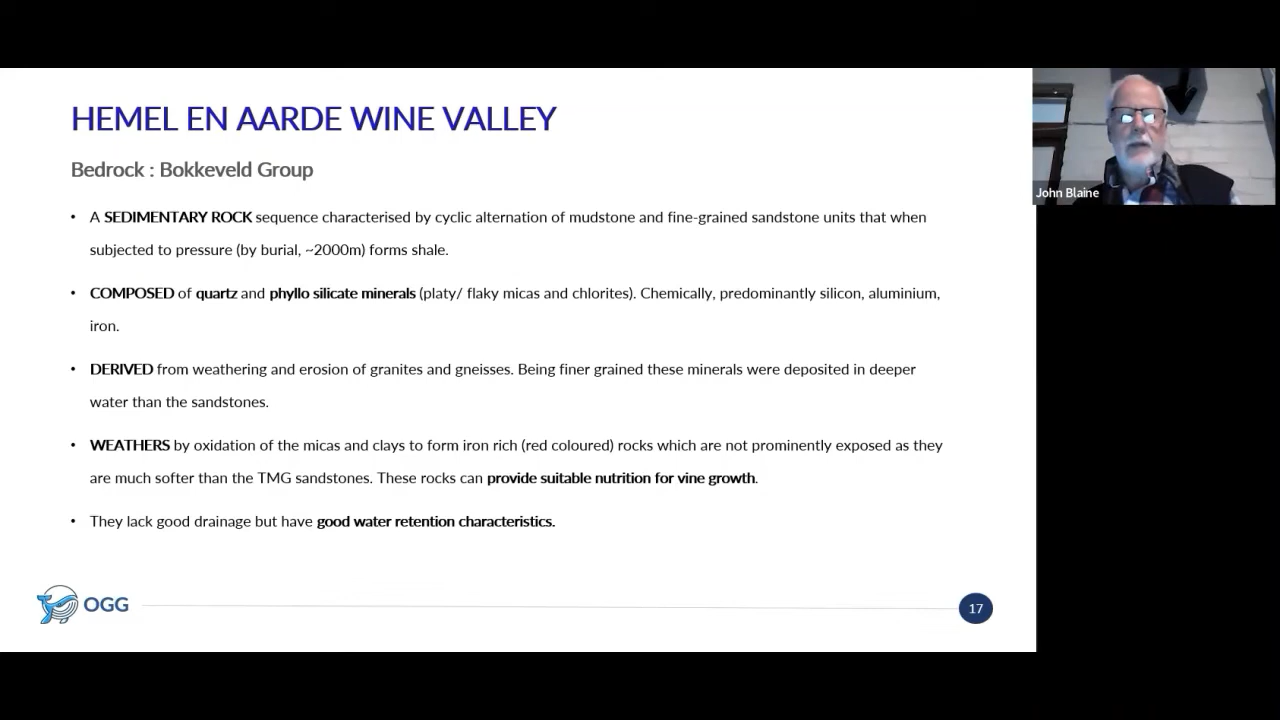 HEMEL EN AARDE WINE VALLEY
Bedrock : Bokkeveld Group
• A SEDIMENTARY ROCK sequence characterised by cyclic alternation of mudstone and fine-grained sandstone units that when
subjected to pressure (by burial, ~2000m) forms shale.
• COMPOSED of quartz and phyllo silicate minerals (platy/ flaky micas and chlorites). Chemically, predominantly silicon, aluminium,
iron.
• DERIVED from weathering and erosion of granites and gneisses. Being finer grained these minerals were deposited in deeper
water than the sandstones.
• WEATHERS by oxidation of the micas and clays to form iron rich (red coloured) rocks which are not prominently exposed as they
are much softer than the TMG sandstones. These rocks can provide suitable nutrition for vine growth.
• They lack good drainage but have good water retention characteristics.
OGG
17
John Blaine